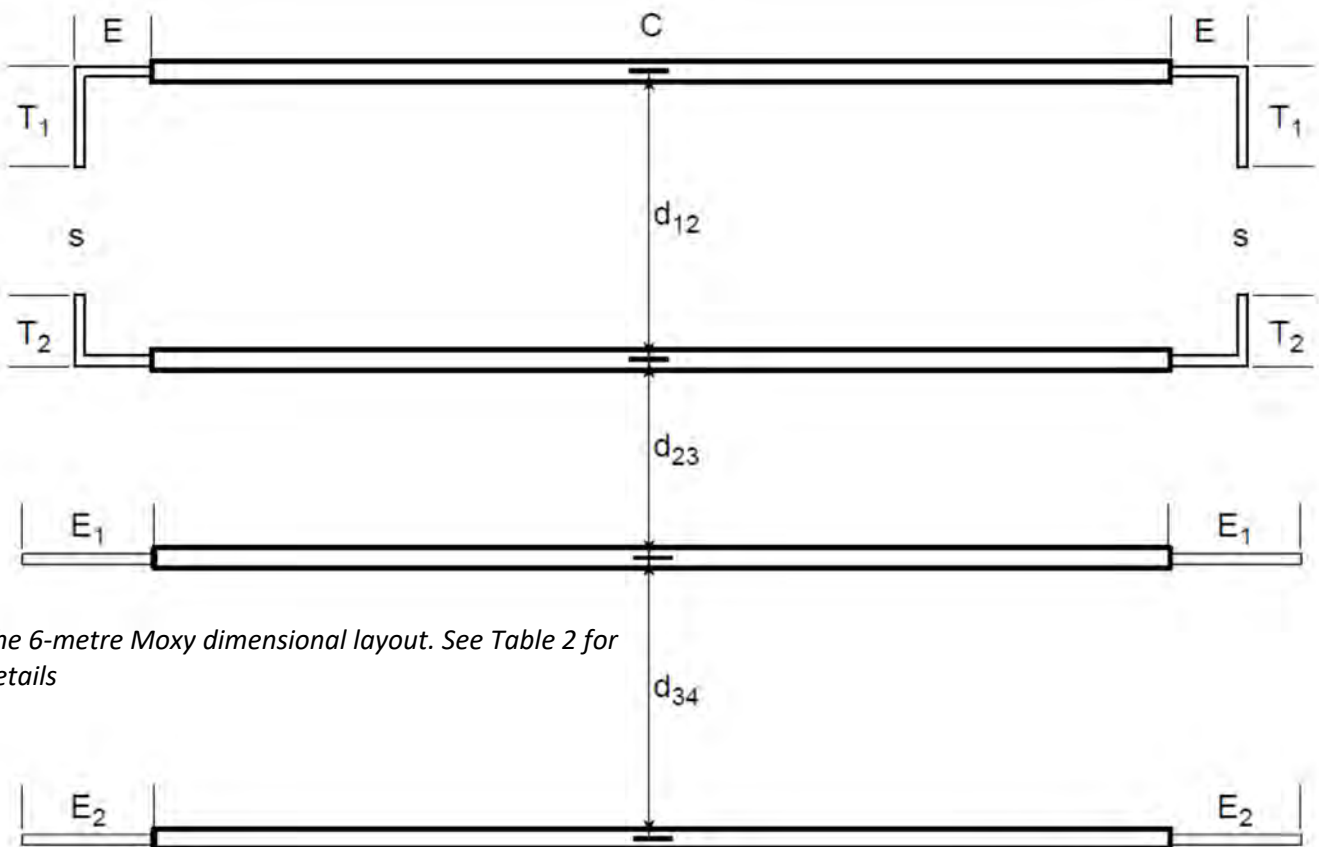 E C E
T1 T1
d12
s s
T2 T2
d23
E1 E1
ne 6-metre Moxy dimensional layout. See Table 2 for
etails
d34
E2 E2